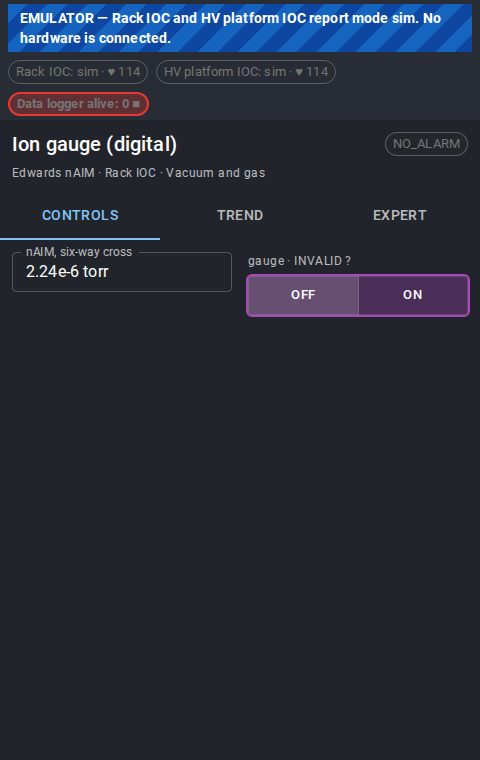 EMULATOR — Rack IOC and HV platform IOC report mode sim. No
hardware is connected.
Rack IOC: sim · ♥ 114
HV platform IOC: sim · ♥ 114
Data logger alive: 0 ■
Ion gauge (digital)
NO_ALARM
Edwards nAIM · Rack IOC · Vacuum and gas
CONTROLS
TREND
EXPERT
nAIM, six-way cross
2.24e-6 torr
gauge · INVALID ?
OFF
ON